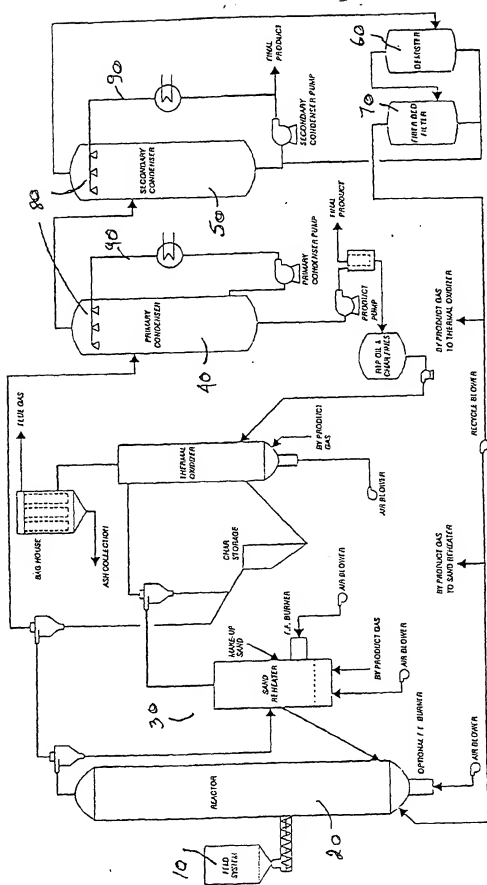 10
FEED
SYSTEM
20
REACTOR
OPTIONAL F.F. BURNER
AIR BLOWER
30
SAND
REHEATER
MAKE-UP
SAND
F.F. BURNER
AIR BLOWER
BY PRODUCT GAS
AIR BLOWER
BY PRODUCT GAS
TO SAND REHEATER
BAG HOUSE
FLUE GAS
ASH COLLECTION
CHAR
STORAGE
THERMAL
OXIDIZER
BY PRODUCT
GAS
AIR BLOWER
RECYCLE BLOWER
BY PRODUCT GAS
TO THERMAL OXIDIZER
40
PRIMARY
CONDENSER
80
90
PRIMARY
CONDENSER PUMP
PRODUCT
PUMP
FINAL
PRODUCT
RTP OIL &
CHAR FINES
50
SECONDARY
CONDENSER
90
SECONDARY
CONDENSER PUMP
FINAL
PRODUCT
60
DEMISTER
70
FIBER BED
FILTER